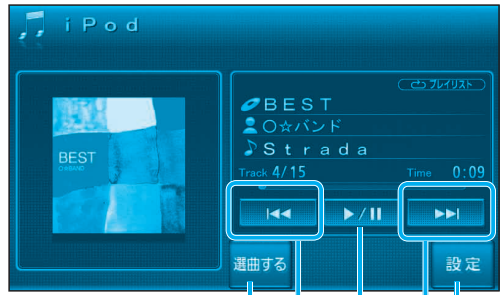 iPod
プレイリスト
BEST
○☆バンド
Strada
Track 4/15 Time 0:09
BEST
○☆BAND
選曲する 設定